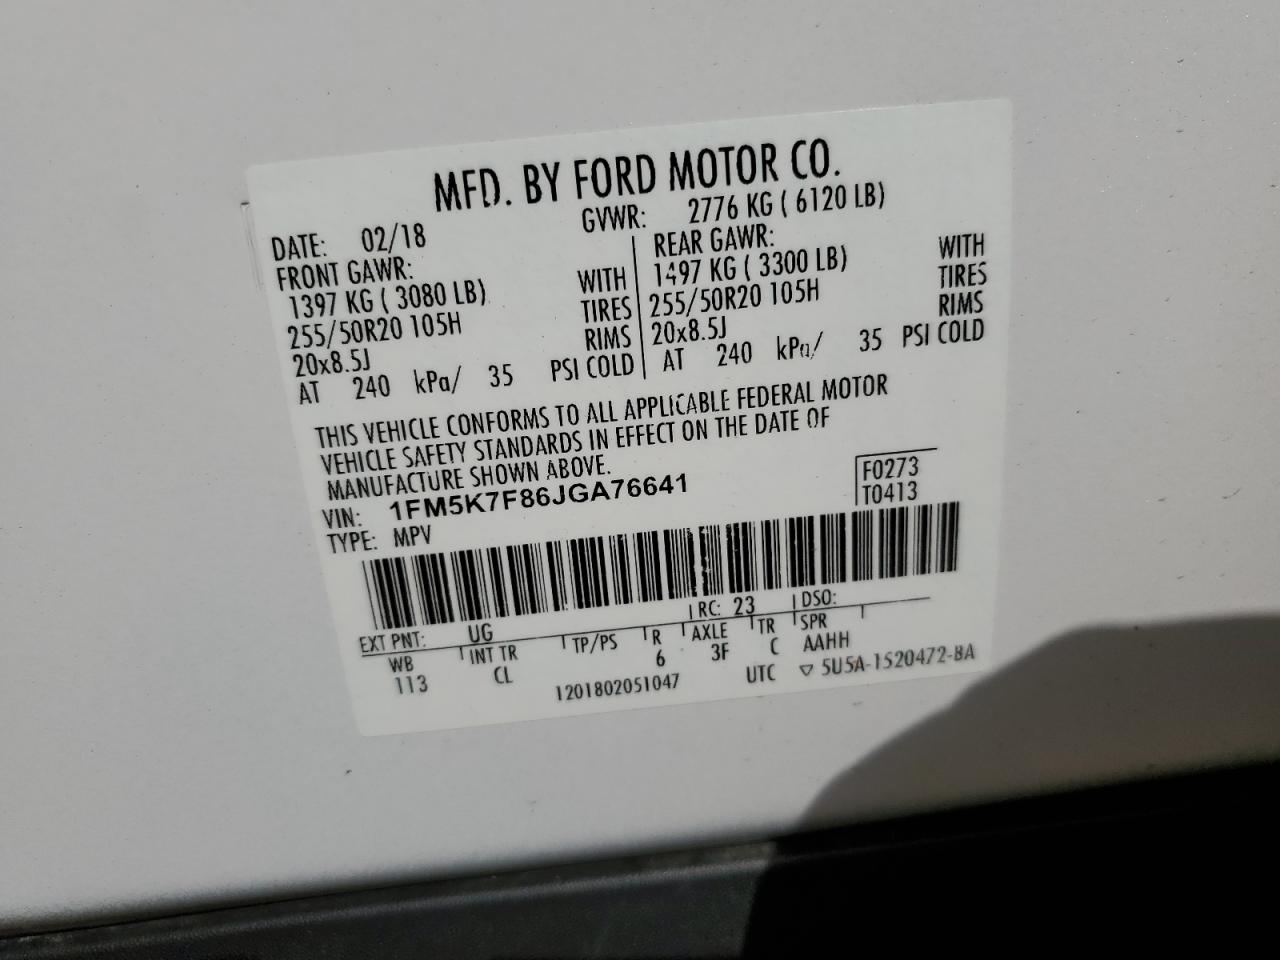 MFD. BY FORD MOTOR CO.
DATE: 02/18 GVWR: 2776 KG ( 6120 LB)
FRONT GAWR:
1397 KG ( 3080 LB) WITH
255/50R20 105H TIRES
20x8.5J RIMS
AT 240 kPa/ 35 PSI COLD
REAR GAWR:
1497 KG ( 3300 LB) WITH
255/50R20 105H TIRES
20x8.5J RIMS
AT 240 kPa/ 35 PSI COLD
THIS VEHICLE CONFORMS TO ALL APPLICABLE FEDERAL MOTOR
VEHICLE SAFETY STANDARDS IN EFFECT ON THE DATE OF
MANUFACTURE SHOWN ABOVE.
VIN: 1FM5K7F86JGA76641
TYPE: MPV
F0273
T0413
EXT PNT: UG RC: 23 DSO:
WB INT TR TP/PS R AXLE TR SPR
113 CL 6 3F C AAHH
1201802051047 UTC ▽ 5U5A-1520472-BA